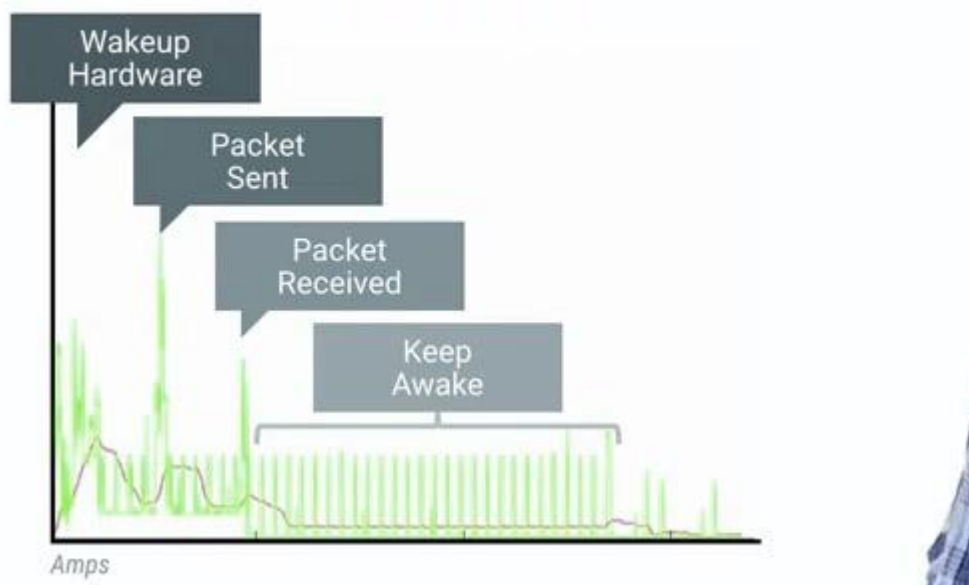 Wakeup
Hardware
Packet
Sent
Packet
Received
Keep
Awake
Amps